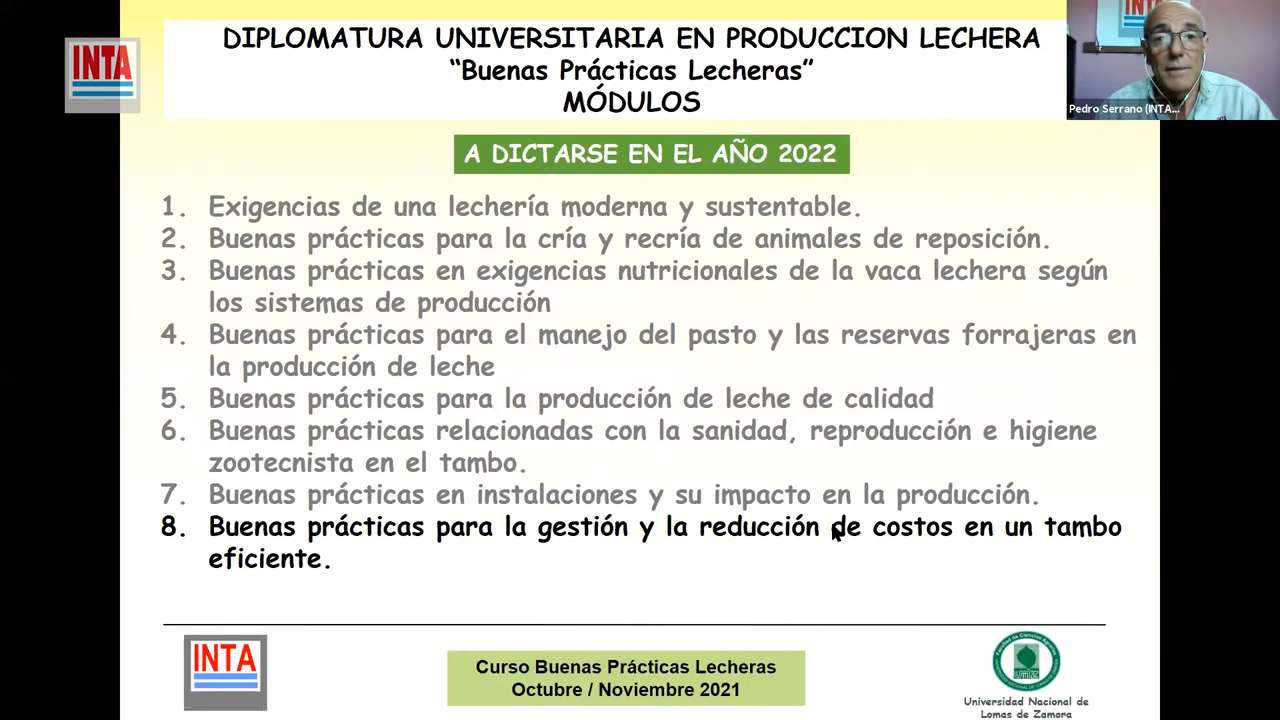 DIPLOMATURA UNIVERSITARIA EN PRODUCCION LECHERA
“Buenas Prácticas Lecheras”
MÓDULOS
INTA
INTA
Pedro Serrano (INTA...
A DICTARSE EN EL AÑO 2022
1. Exigencias de una lechería moderna y sustentable.
2. Buenas prácticas para la cría y recría de animales de reposición.
3. Buenas prácticas en exigencias nutricionales de la vaca lechera según
los sistemas de producción
4. Buenas prácticas para el manejo del pasto y las reservas forrajeras en
la producción de leche
5. Buenas prácticas para la producción de leche de calidad
6. Buenas prácticas relacionadas con la sanidad, reproducción e higiene
zootecnista en el tambo.
7. Buenas prácticas en instalaciones y su impacto en la producción.
8. Buenas prácticas para la gestión y la reducción de costos en un tambo
eficiente.
INTA
Curso Buenas Prácticas Lecheras
Octubre / Noviembre 2021
Universidad Nacional de
Lomas de Zamora